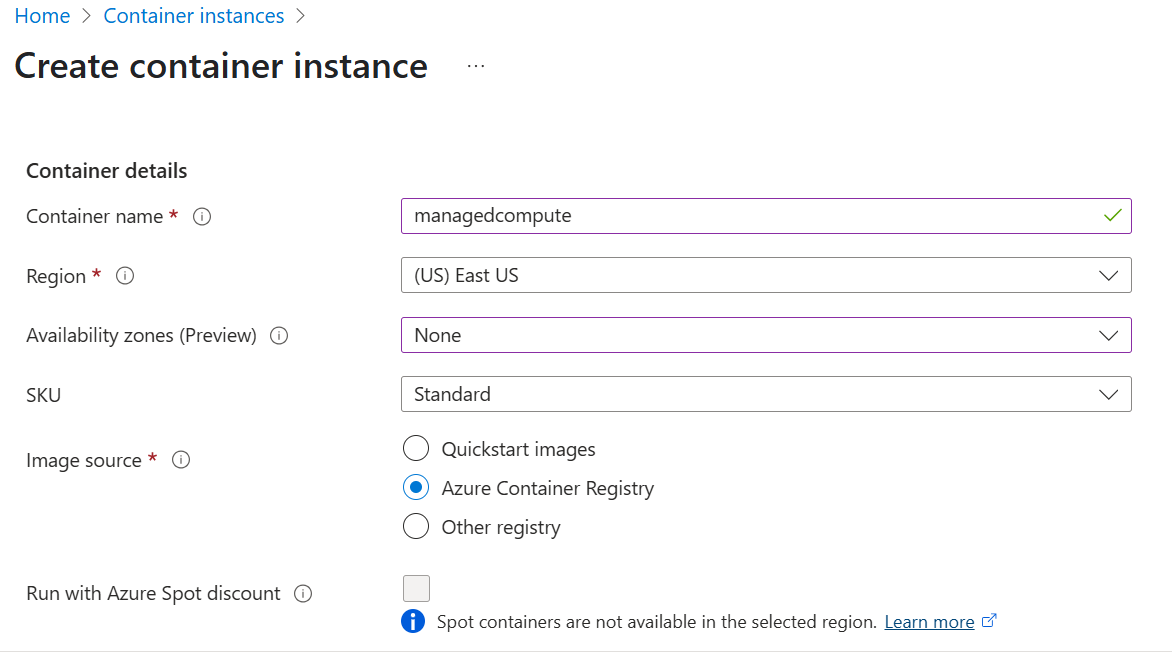 Home > Container instances >
Create container instance ...
Container details
Container name * managedcompute
Region * (US) East US
Availability zones (Preview) None
SKU Standard
Image source * Quickstart images
Azure Container Registry
Other registry
Run with Azure Spot discount
Spot containers are not available in the selected region. Learn more